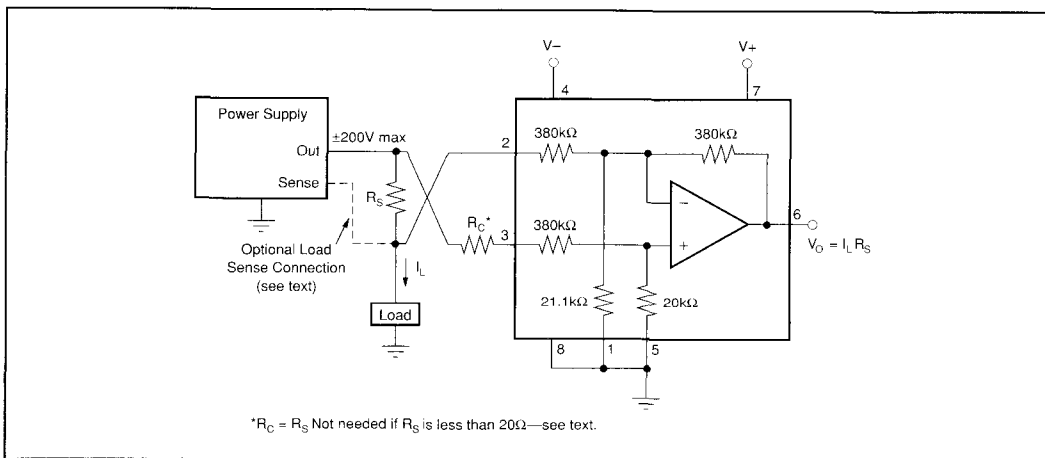 V–
V+
4
7
Power Supply
±200V max
Out
Sense
R_S
2
380kΩ
380kΩ
R_C*
3
380kΩ
–
+
6
V_O = I_L R_S
Optional Load
Sense Connection
(see text)
I_L
Load
21.1kΩ
20kΩ
8
1
5
*R_C = R_S Not needed if R_S is less than 20Ω—see text.